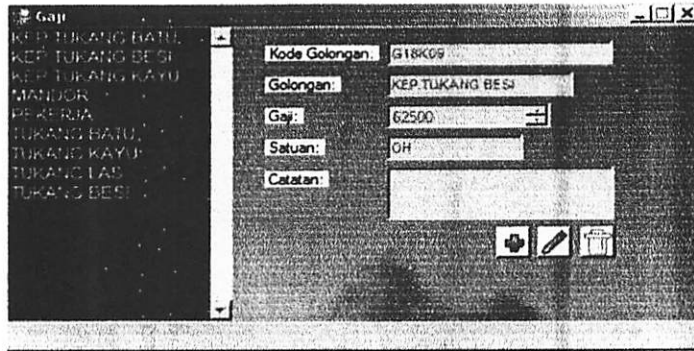 Gaji
KEP TUKANG BATU
KEP TUKANG BESI
KEP TUKANG KAYU
MANDOR
PEKERJA
TUKANG BATU
TUKANG KAYU
TUKANG LAS
TUKANG BESI
Kode Golongan: G18K09
Golongan: KEP.TUKANG BESI
Gaji: 62500
Satuan: OH
Catatan: